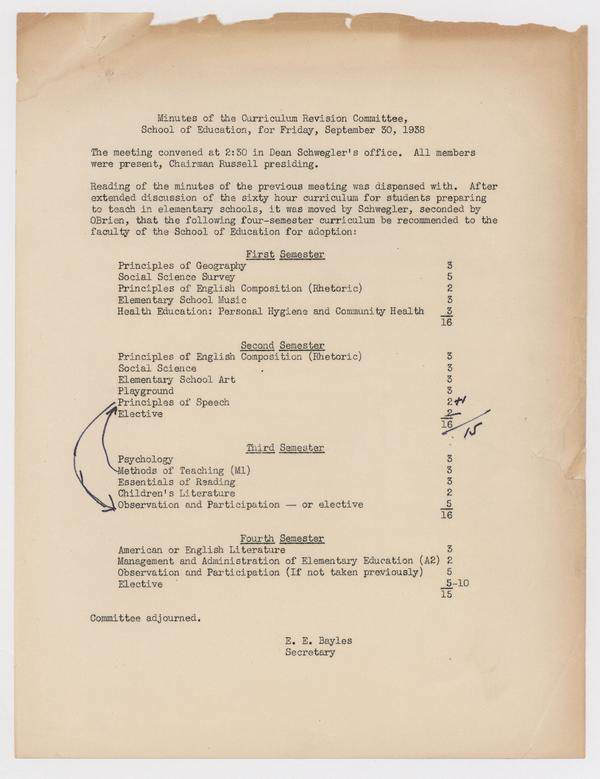 Minutes of the Curriculum Revision Committee,
School of Education, for Friday, September 30, 1938
The meeting convened at 2:30 in Dean Schwegler's office. All members
were present, Chairman Russell presiding.
Reading of the minutes of the previous meeting was dispensed with. After
extended discussion of the sixty hour curriculum for students preparing
to teach in elementary schools, it was moved by Schwegler, seconded by
OBrien, that the following four-semester curriculum be recommended to the
faculty of the School of Education for adoption:
First Semester
Principles of Geography 3
Social Science Survey 5
Principles of English Composition (Rhetoric) 2
Elementary School Music 3
Health Education: Personal Hygiene and Community Health 3
16
Second Semester
Principles of English Composition (Rhetoric) 3
Social Science 3
Elementary School Art 3
Playground 3
Principles of Speech 2
Elective 2
16 15
Third Semester
Psychology 3
Methods of Teaching (M1) 3
Essentials of Reading 3
Children's Literature 2
Observation and Participation — or elective 5
16
Fourth Semester
American or English Literature 3
Management and Administration of Elementary Education (A2) 2
Observation and Participation (If not taken previously) 5
Elective 5-10
15
Committee adjourned.
E. E. Bayles
Secretary